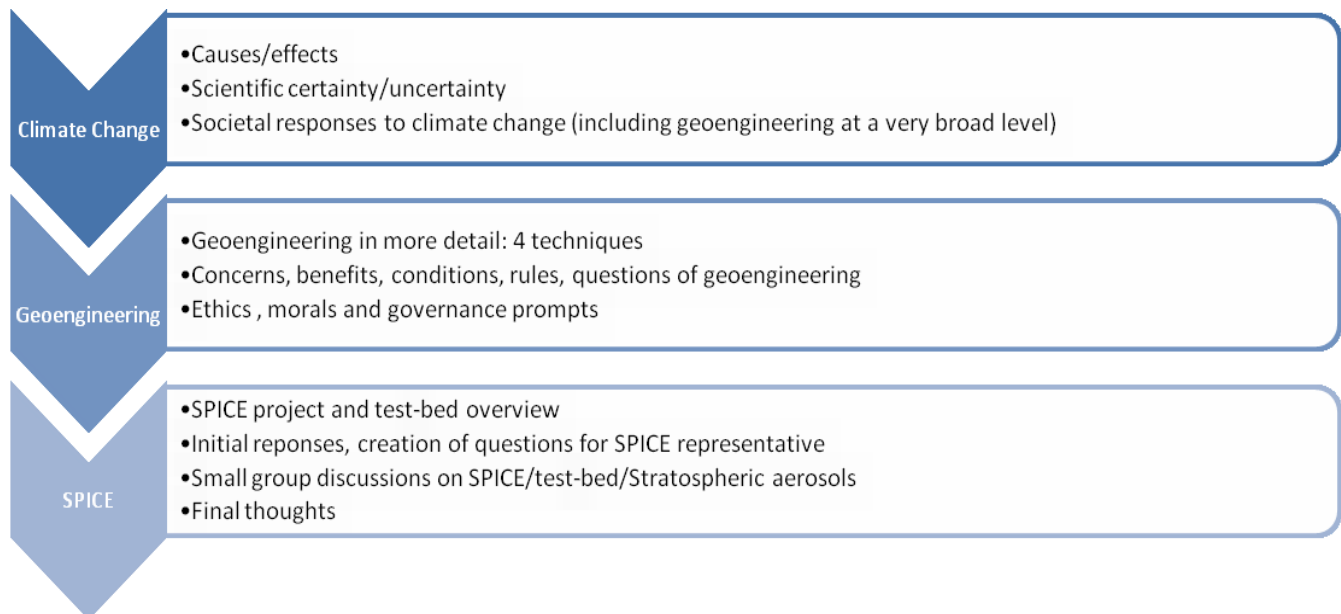 Climate Change
•Causes/effects
•Scientific certainty/uncertainty
•Societal responses to climate change (including geoengineering at a very broad level)
Geoengineering
•Geoengineering in more detail: 4 techniques
•Concerns, benefits, conditions, rules, questions of geoengineering
•Ethics , morals and governance prompts
SPICE
•SPICE project and test-bed overview
•Initial reponses, creation of questions for SPICE representative
•Small group discussions on SPICE/test-bed/Stratospheric aerosols
•Final thoughts